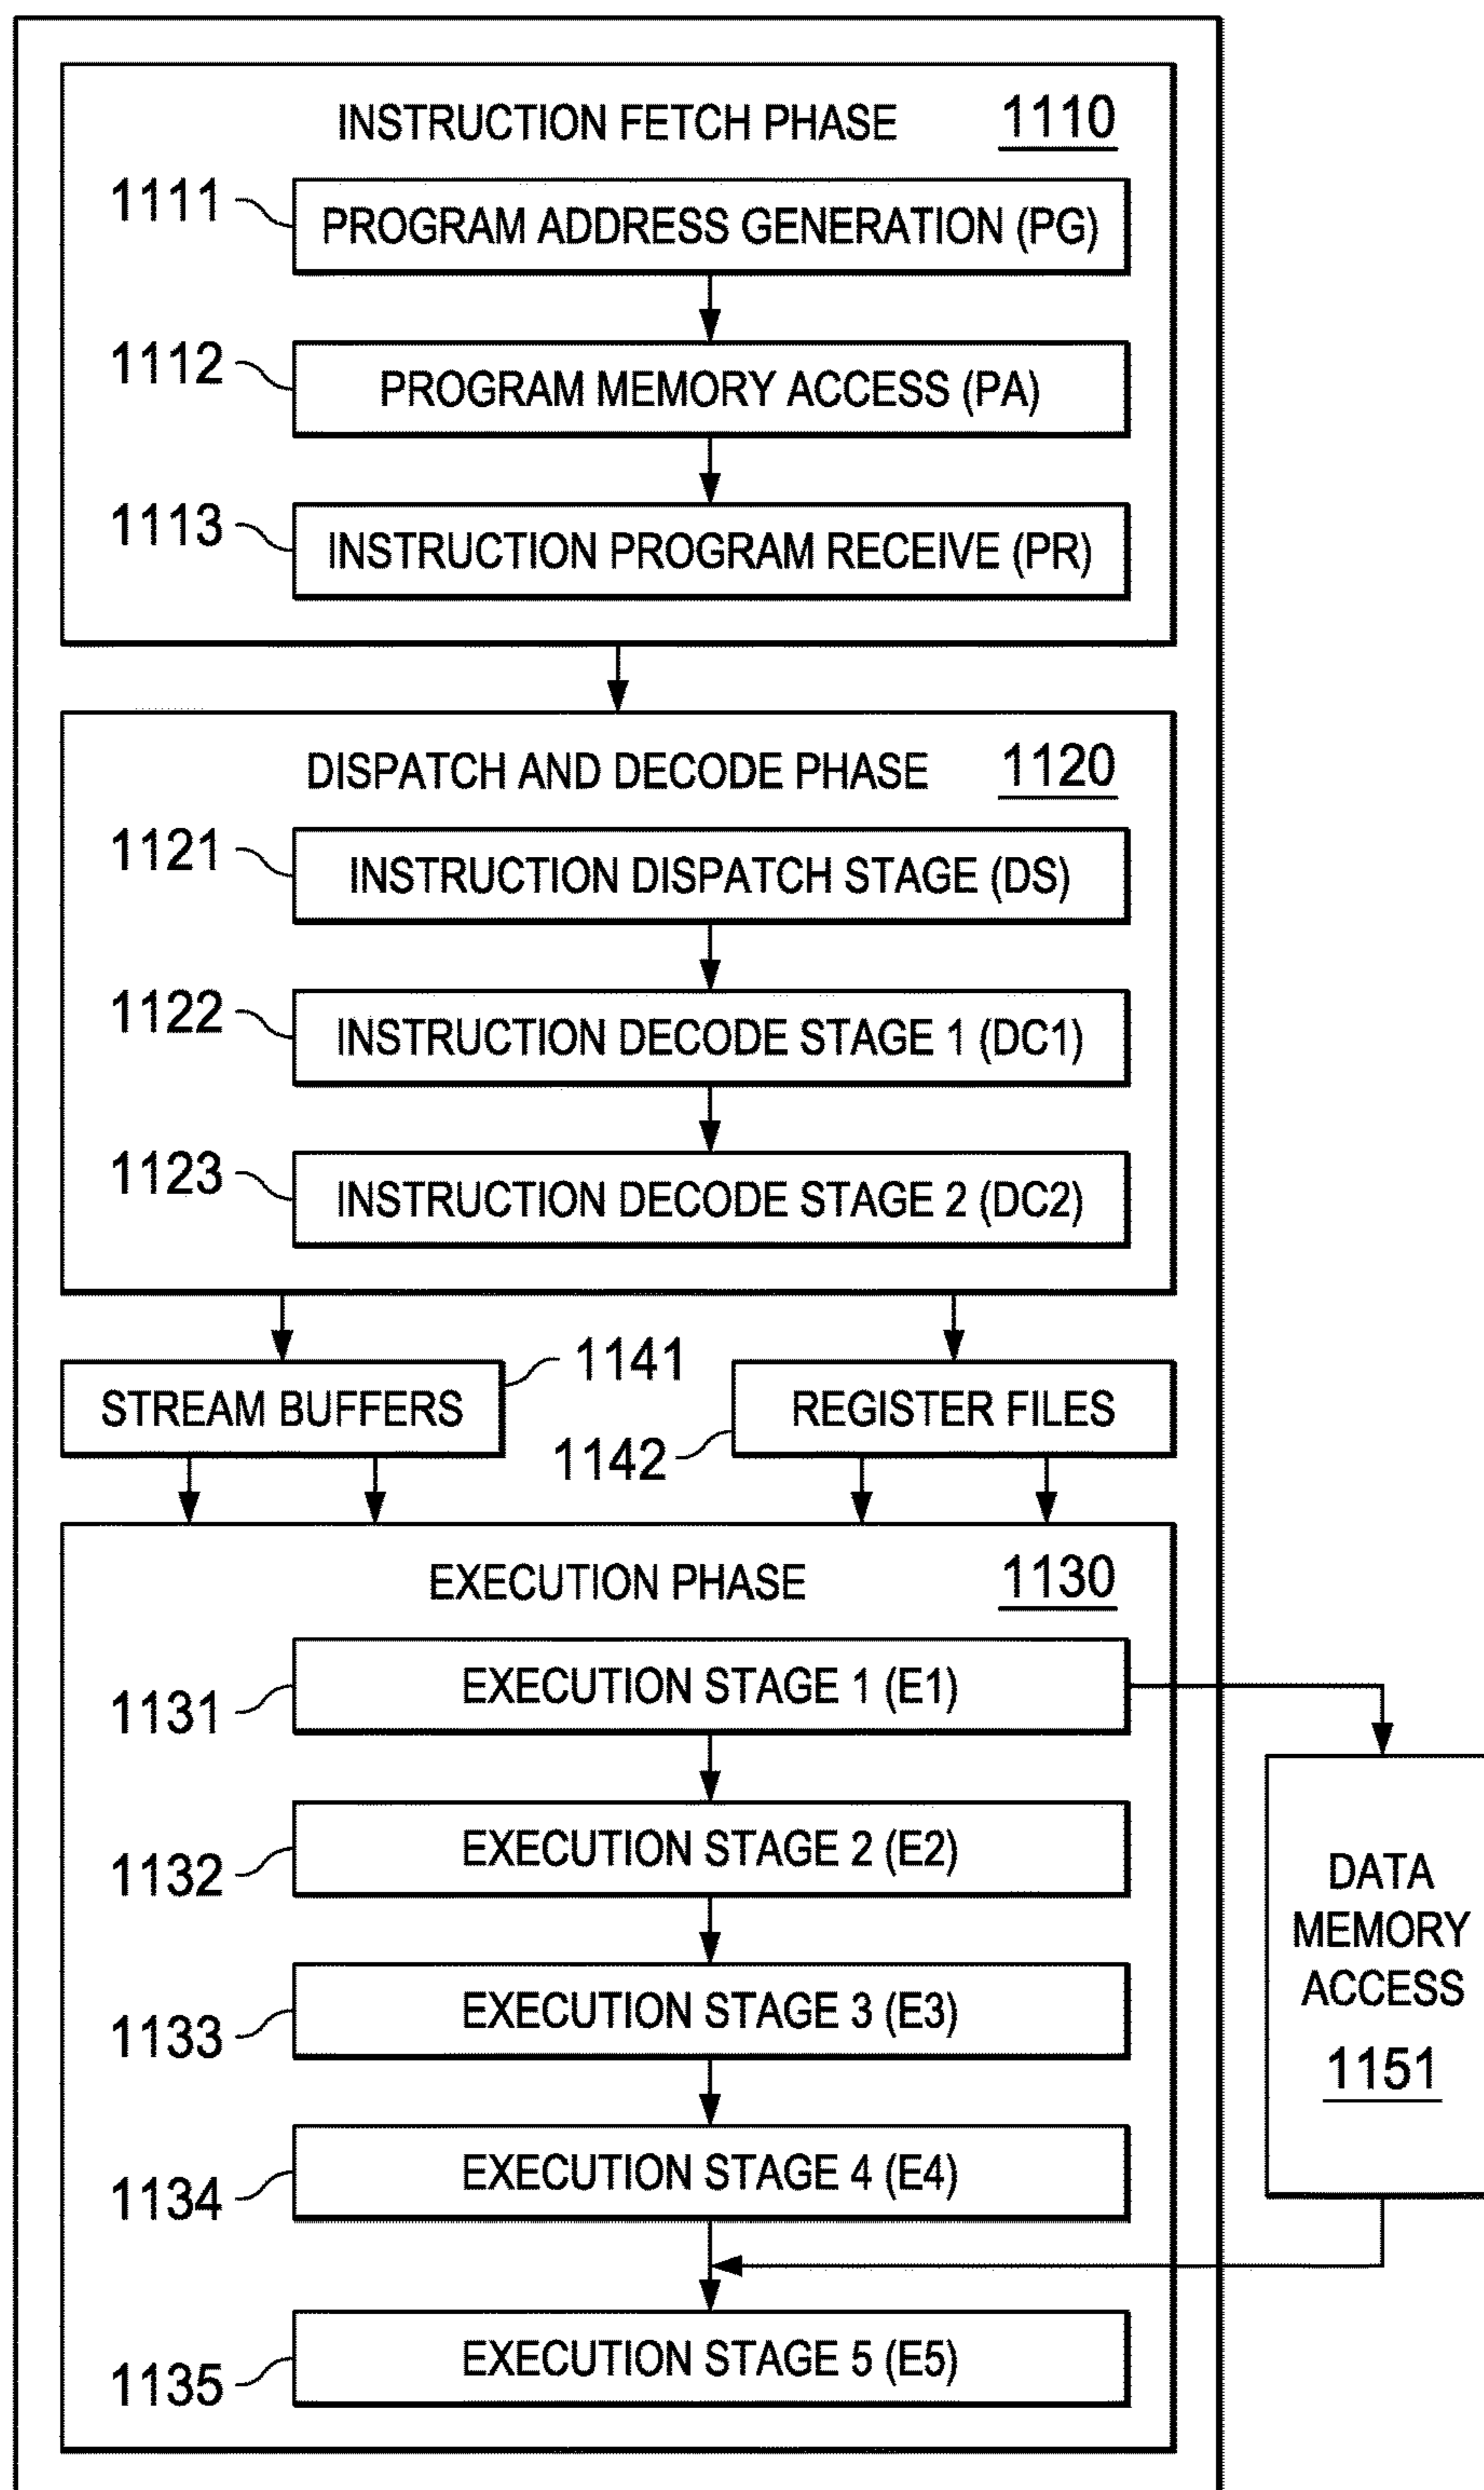 INSTRUCTION FETCH PHASE 1110
1111 PROGRAM ADDRESS GENERATION (PG)
1112 PROGRAM MEMORY ACCESS (PA)
1113 INSTRUCTION PROGRAM RECEIVE (PR)
DISPATCH AND DECODE PHASE 1120
1121 INSTRUCTION DISPATCH STAGE (DS)
1122 INSTRUCTION DECODE STAGE 1 (DC1)
1123 INSTRUCTION DECODE STAGE 2 (DC2)
STREAM BUFFERS 1141
1142 REGISTER FILES
EXECUTION PHASE 1130
1131 EXECUTION STAGE 1 (E1)
1132 EXECUTION STAGE 2 (E2)
1133 EXECUTION STAGE 3 (E3)
1134 EXECUTION STAGE 4 (E4)
1135 EXECUTION STAGE 5 (E5)
DATA
MEMORY
ACCESS
1151